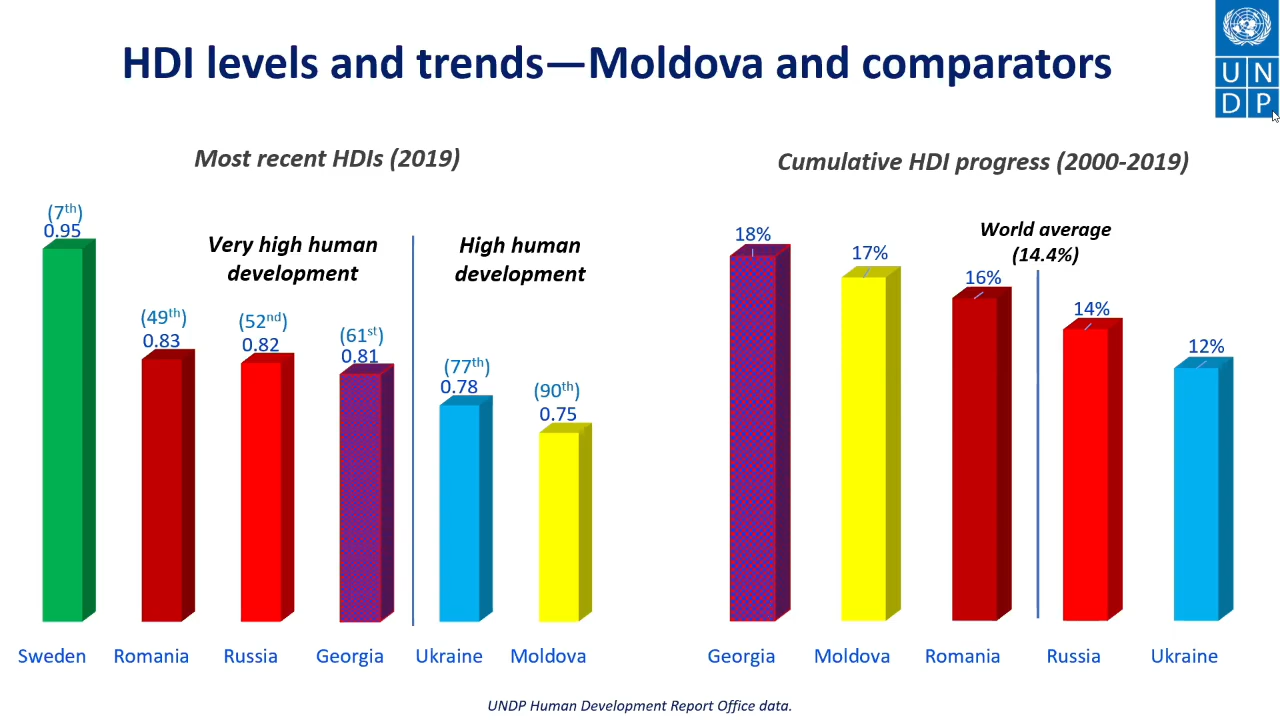 HDI levels and trends—Moldova and comparators
UN
DP
Most recent HDIs (2019)
(7th)
0.95
Very high human
development
High human
development
(49th)
0.83
(52nd)
0.82
(61st)
0.81
(77th)
0.78
(90th)
0.75
Sweden Romania Russia Georgia Ukraine Moldova
Cumulative HDI progress (2000-2019)
World average
(14.4%)
18%
17%
16%
14%
12%
Georgia Moldova Romania Russia Ukraine
UNDP Human Development Report Office data.